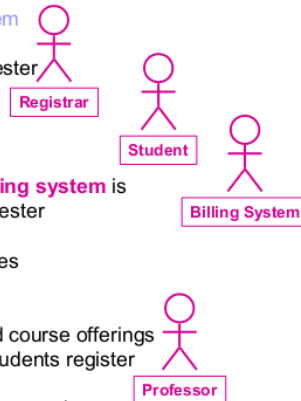 em
ester
Registrar
Student
ing system is
ester
Billing System
es
d course offerings
udents register
Professor